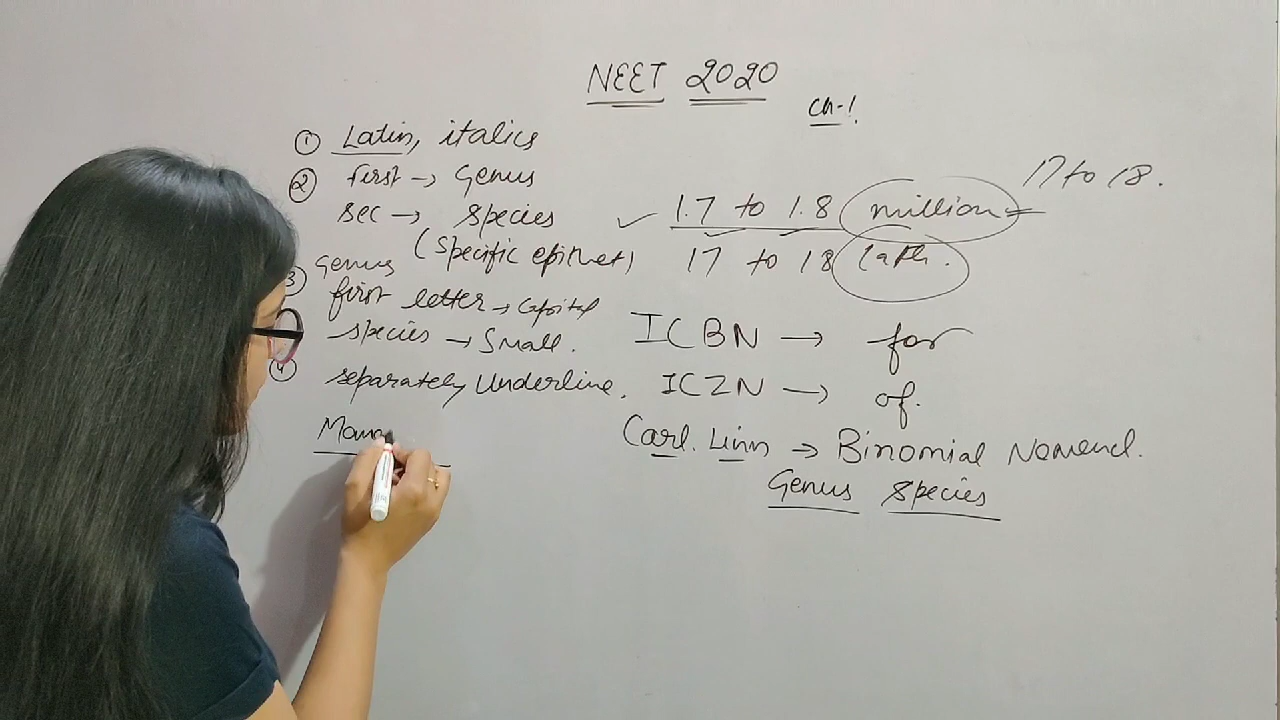 NEET 2020
Ch-1.
① Latin, italics
② first → Genus
sec → species
(specific epithet)
③ Genus
first letter → Capital
species → Small.
④ separately Underline.
17 to 18.
1.7 to 1.8 million
17 to 18 lakh.
ICBN → for
ICZN → of.
Carl. Linn → Binomial Nomencl.
Genus Species